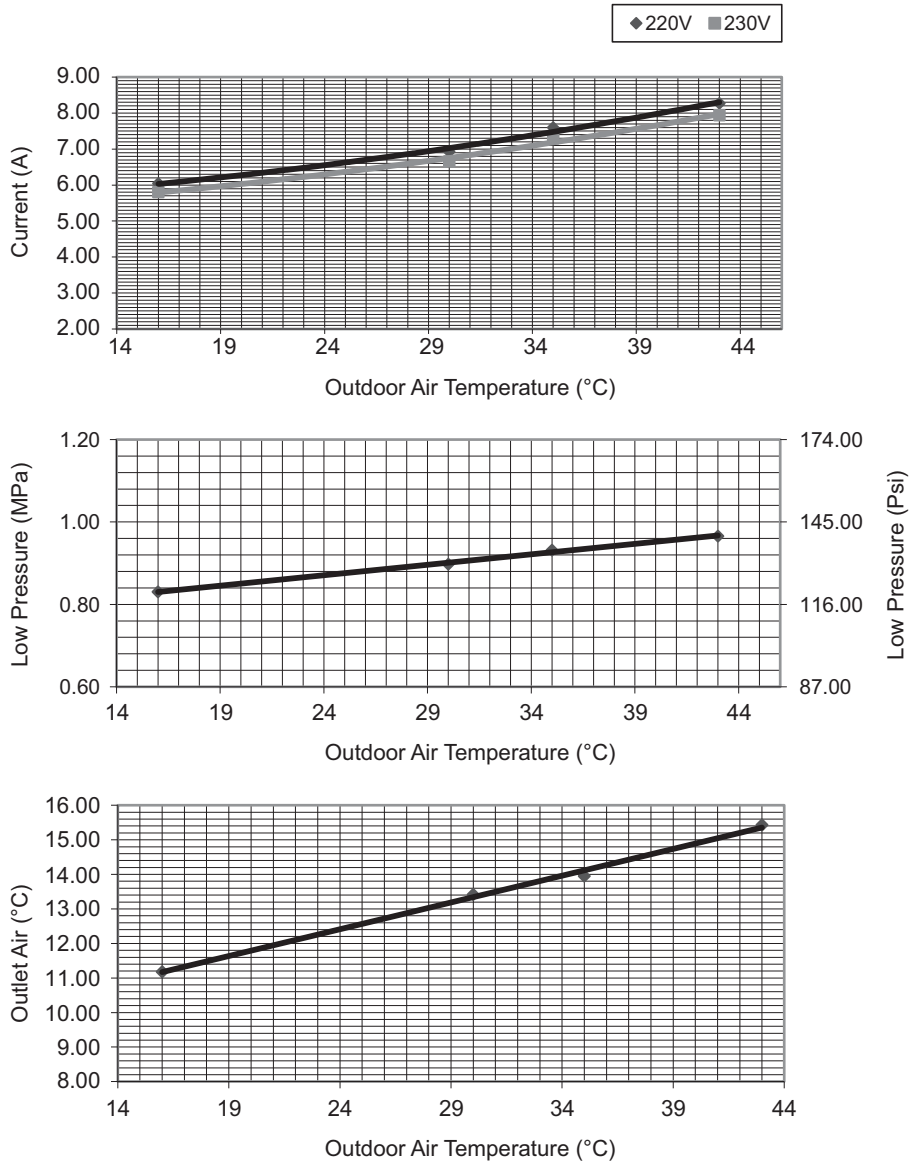 220V 230V
9.00
8.00
7.00
6.00
5.00
4.00
3.00
2.00
Current (A)
14 19 24 29 34 39 44
Outdoor Air Temperature (°C)
1.20
1.00
0.80
0.60
Low Pressure (MPa)
174.00
145.00
116.00
87.00
Low Pressure (Psi)
14 19 24 29 34 39 44
Outdoor Air Temperature (°C)
16.00
15.00
14.00
13.00
12.00
11.00
10.00
9.00
8.00
Outlet Air (°C)
14 19 24 29 34 39 44
Outdoor Air Temperature (°C)